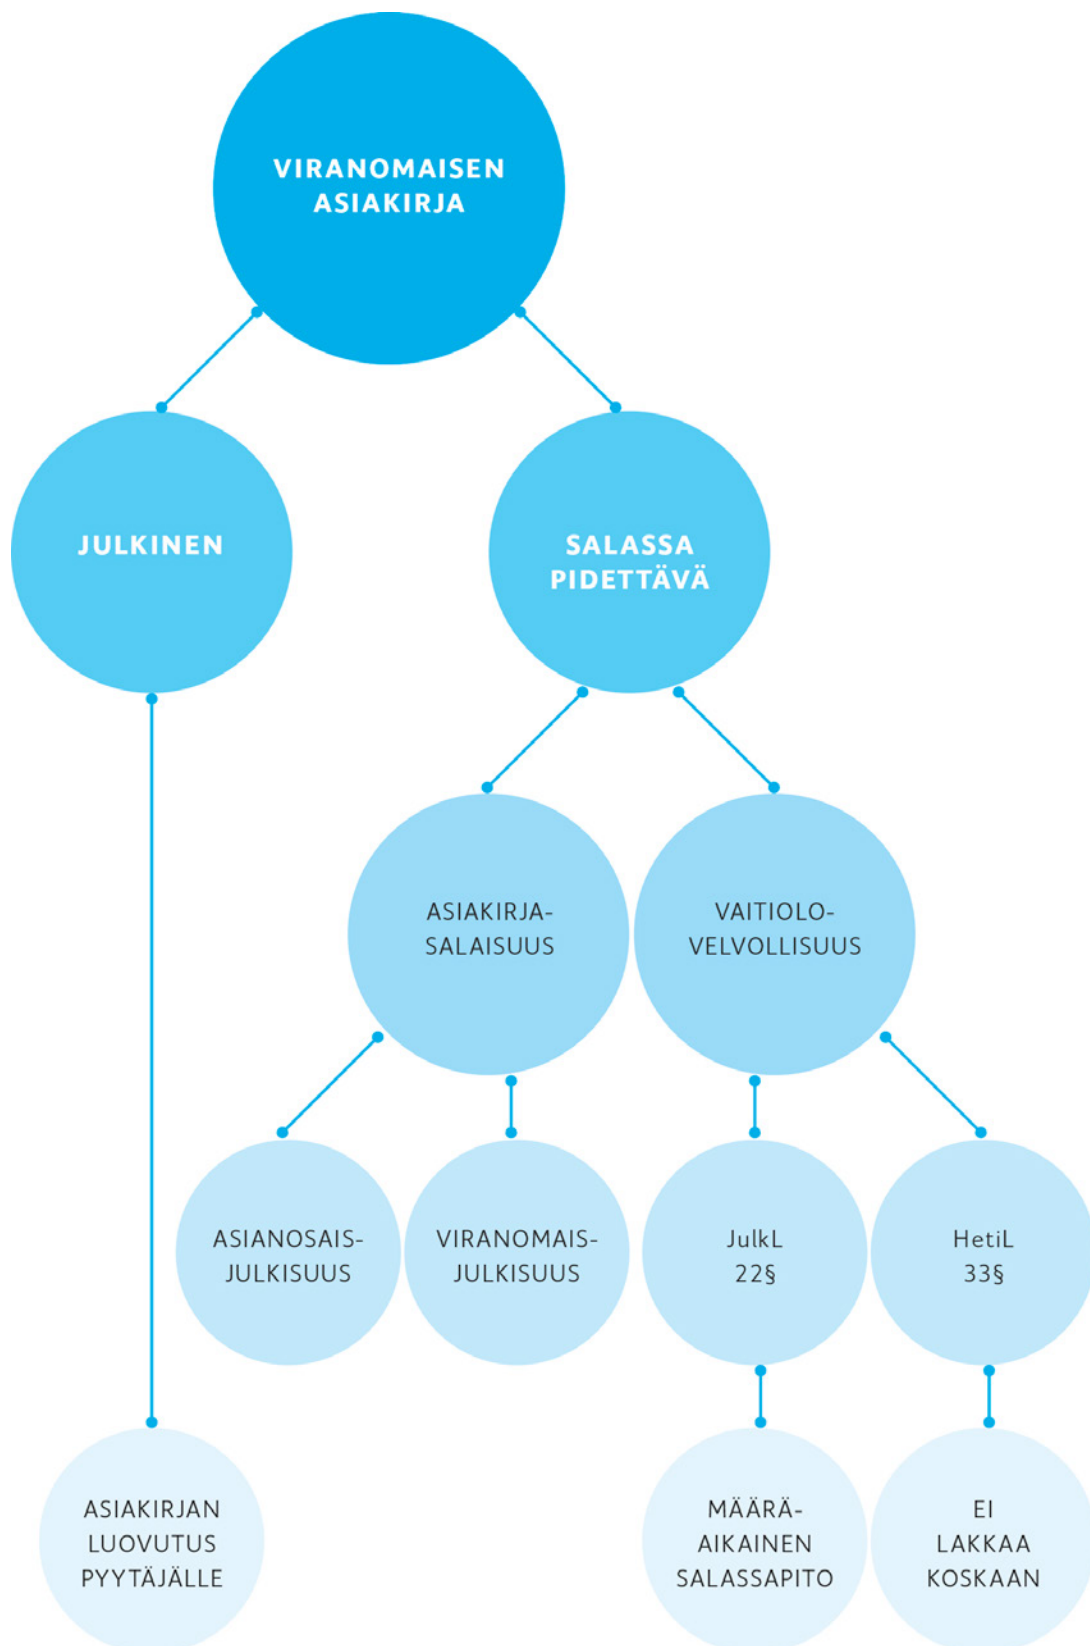 VIRANOMAISEN
ASIAKIRJA
JULKINEN
SALASSA
PIDETTÄVÄ
ASIAKIRJA-
SALAISUUS
VAITIOLO-
VELVOLLISUUS
ASIANOSAIS-
JULKISUUS
VIRANOMAIS-
JULKISUUS
JulkL
22§
HetiL
33§
ASIAKIRJAN
LUOVUTUS
PYYTÄJÄLLE
MÄÄRÄ-
AIKAINEN
SALASSAPITO
EI
LAKKAA
KOSKAAN